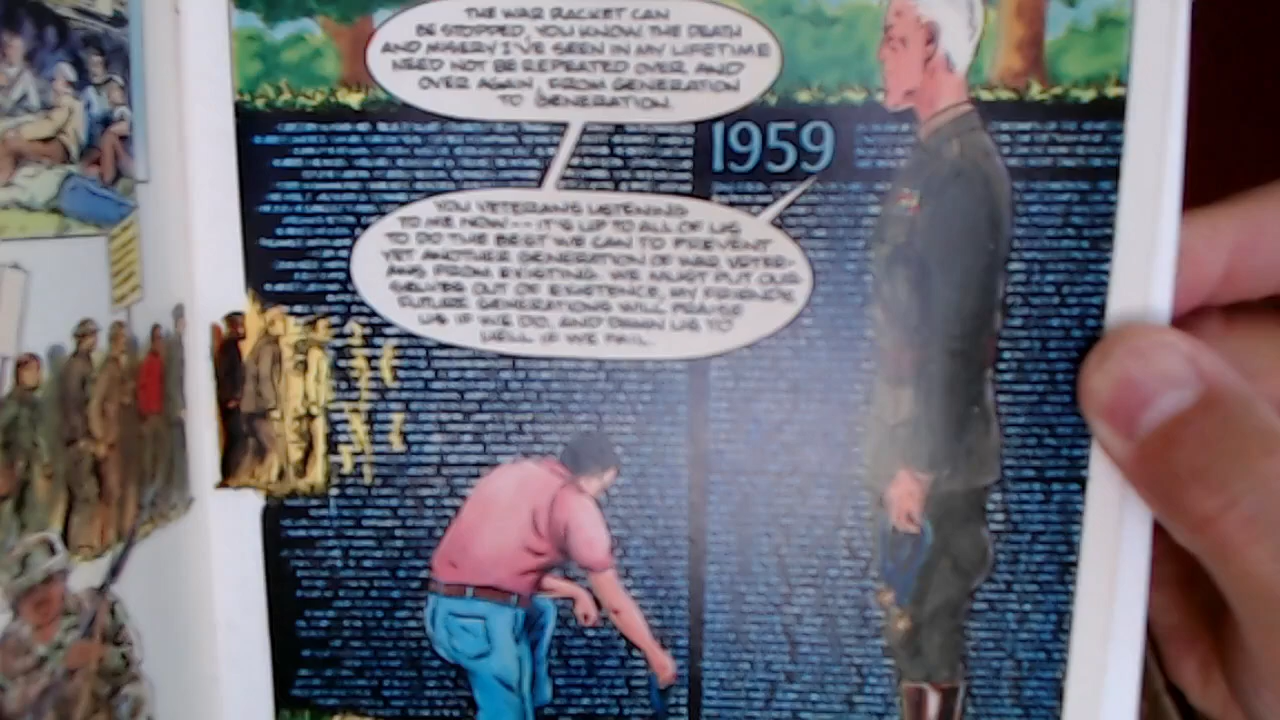 THE WAR RACKET CAN
BE STOPPED, YOU KNOW. THE DEATH
AND MISERY I'VE SEEN IN MY LIFETIME
NEED NOT BE REPEATED OVER AND
OVER AGAIN, FROM GENERATION
TO GENERATION.
1959
YOU VETERANS LISTENING
TO ME NOW -- IT'S UP TO ALL OF US
TO DO THE BEST WE CAN TO PREVENT
YET ANOTHER GENERATION OF WAR VETER-
ANS FROM EXISTING. WE MUST PUT OUR-
SELVES OUT OF EXISTENCE, MY FRIENDS.
FUTURE GENERATIONS WILL PRAISE
US IF WE DO, AND DAMN US TO
HELL IF WE FAIL.